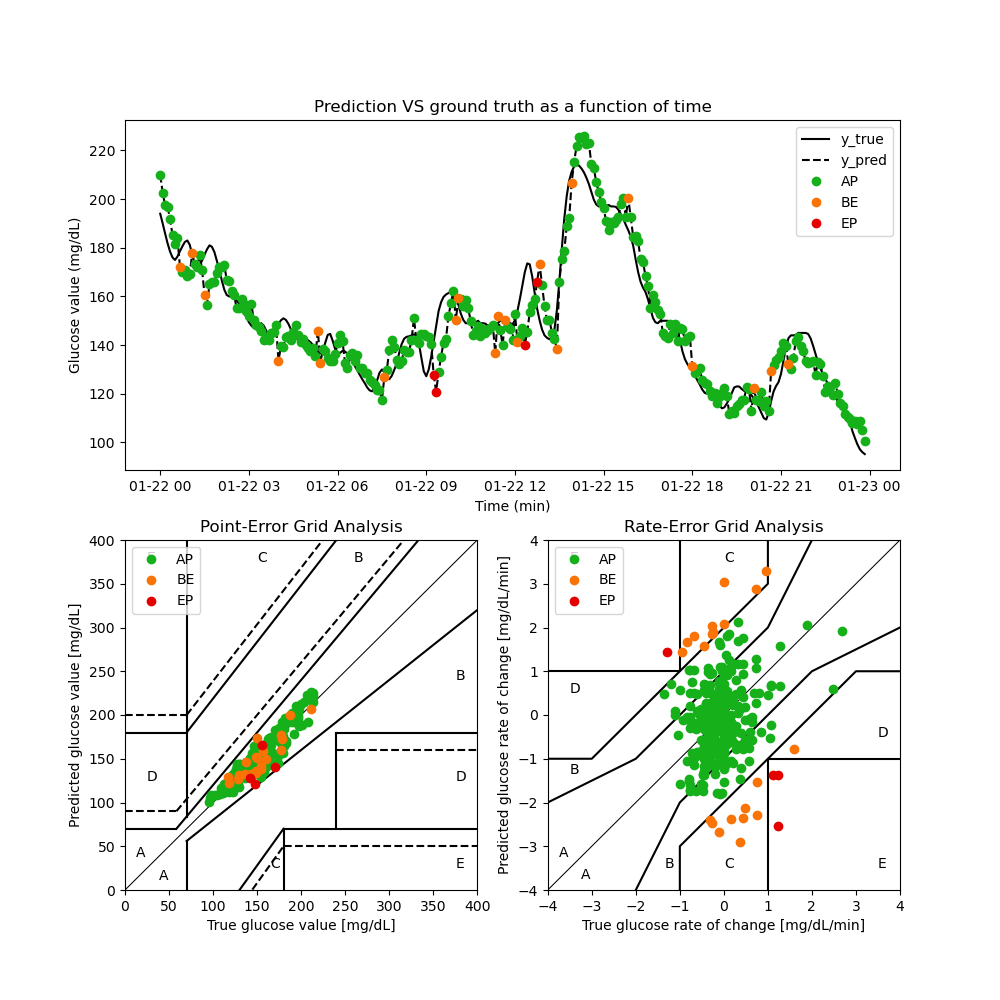 Prediction VS ground truth as a function of time
Glucose value (mg/dL)
220
200
180
160
140
120
100
y_true
y_pred
AP
BE
EP
01-22 00 01-22 03 01-22 06 01-22 09 01-22 12 01-22 15 01-22 18 01-22 21 01-23 00
Time (min)
Point-Error Grid Analysis
Predicted glucose value [mg/dL]
400
350
300
250
200
150
100
50
0
AP
BE
EP
C
B
B
D
D
A
A
C
E
0 50 100 150 200 250 300 350 400
True glucose value [mg/dL]
Rate-Error Grid Analysis
Predicted glucose rate of change [mg/dL/min]
4
3
2
1
0
−1
−2
−3
−4
AP
BE
EP
C
D
D
B
A
A
B
C
E
−4 −3 −2 −1 0 1 2 3 4
True glucose rate of change [mg/dL/min]